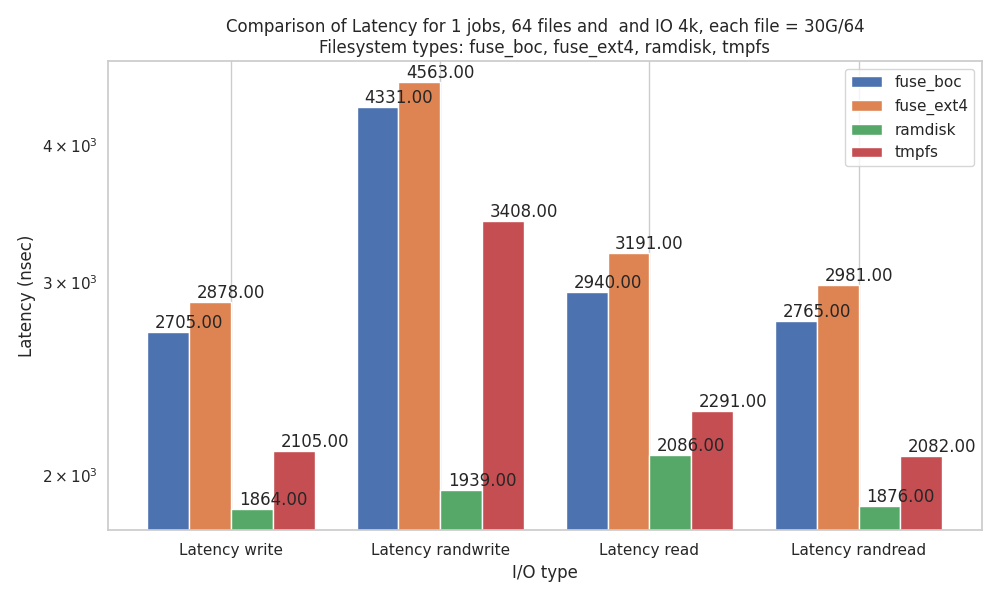 Comparison of Latency for 1 jobs, 64 files and  and IO 4k, each file = 30G/64
Filesystem types: fuse_boc, fuse_ext4, ramdisk, tmpfs
fuse_boc
fuse_ext4
ramdisk
tmpfs
Latency (nsec)
4 × 10³
3 × 10³
2 × 10³
2705.00
2878.00
1864.00
2105.00
4331.00
4563.00
1939.00
3408.00
2940.00
3191.00
2086.00
2291.00
2765.00
2981.00
1876.00
2082.00
Latency write
Latency randwrite
Latency read
Latency randread
I/O type